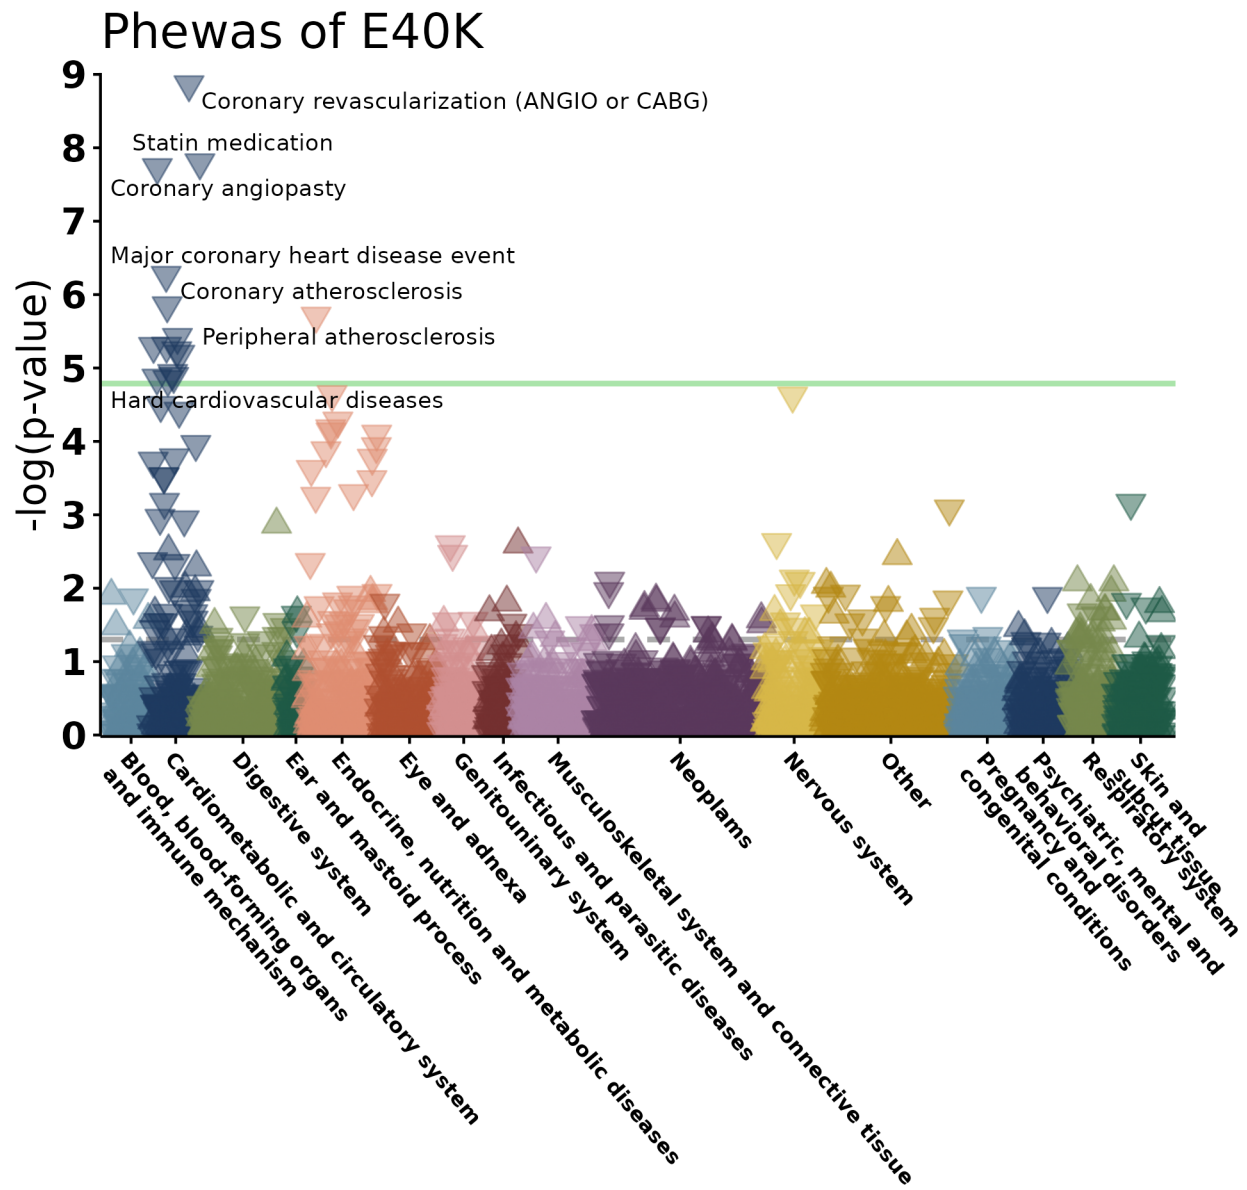 Phewas of E40K
-log(p-value)
9
8
7
6
5
4
3
2
1
0
Coronary revascularization (ANGIO or CABG)
Statin medication
Coronary angiopasty
Major coronary heart disease event
Coronary atherosclerosis
Peripheral atherosclerosis
Hard cardiovascular diseases
Blood, blood-forming organs
and immune mechanism
Cardiometabolic and circulatory system
Digestive system
Ear and mastoid process
Endocrine, nutrition and metabolic diseases
Eye and adnexa
Genitouninary system
Infectious and parasitic diseases
Musculoskeletal system and connective tissue
Neoplams
Nervous system
Other
Pregnancy and
congenital conditions
Psychiatric, mental and
behavioral disorders
Respiratory system
Skin and
subcut tissue